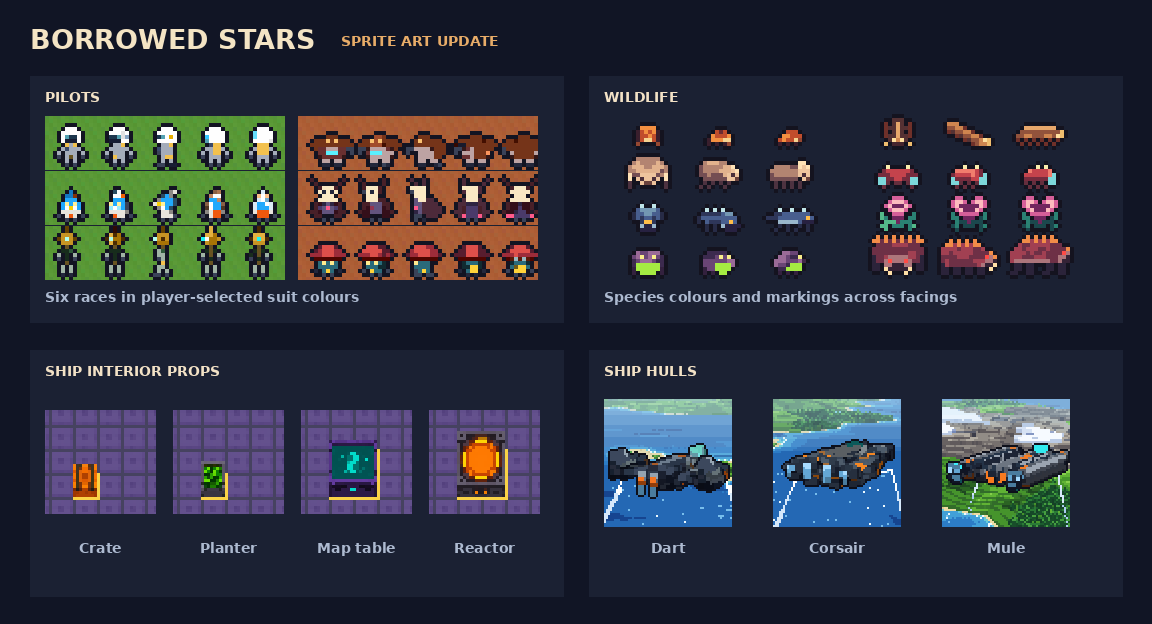 BORROWED STARS
SPRITE ART UPDATE
PILOTS
Six races in player-selected suit colours
WILDLIFE
Species colours and markings across facings
SHIP INTERIOR PROPS
Crate
Planter
Map table
Reactor
SHIP HULLS
Dart
Corsair
Mule